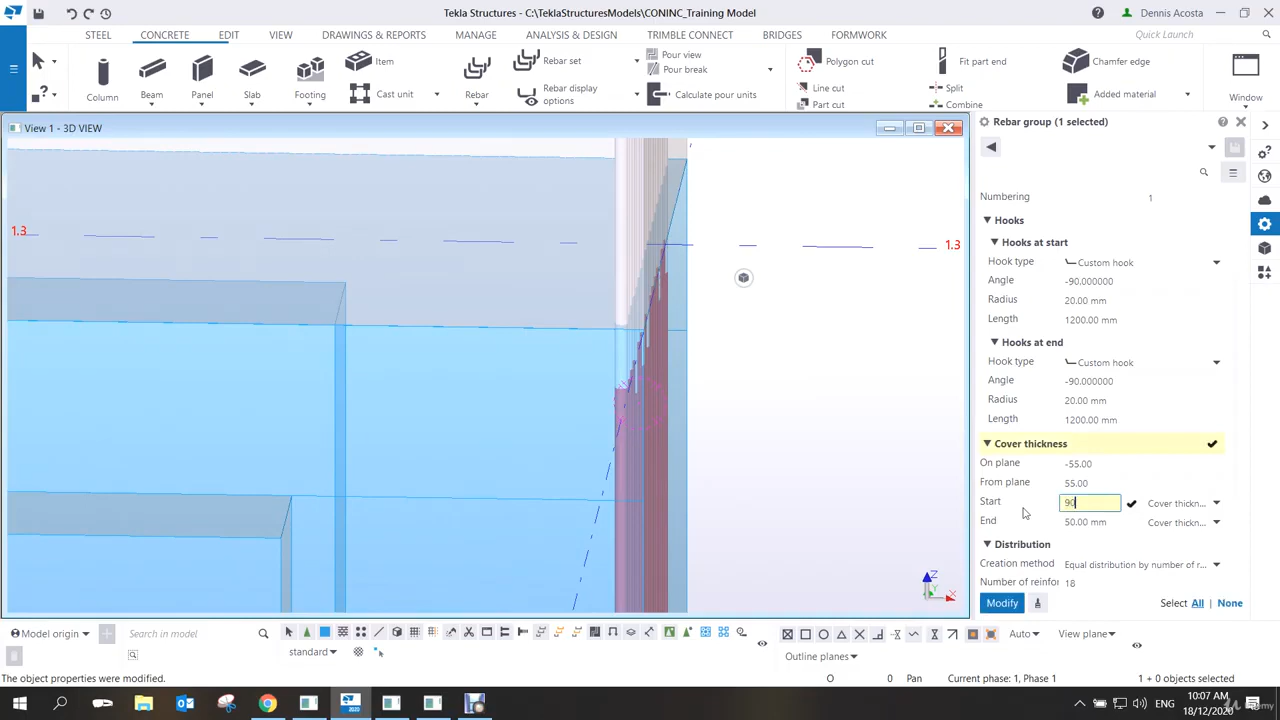 Tekla Structures - C:\TeklaStructuresModels\CONINC_Training Model
Dennis Acosta
STEEL CONCRETE EDIT VIEW DRAWINGS & REPORTS MANAGE ANALYSIS & DESIGN TRIMBLE CONNECT BRIDGES FORMWORK Quick Launch
Column Beam Panel Slab Footing Item Cast unit Rebar Rebar set Rebar display options Pour view Pour break Calculate pour units Polygon cut Line cut Part cut Fit part end Split Combine Chamfer edge Added material Window
View 1 - 3D VIEW
1.3 1.3
Z
X
Rebar group (1 selected)
Numbering 1
Hooks
Hooks at start
Hook type Custom hook
Angle -90.000000
Radius 20.00 mm
Length 1200.00 mm
Hooks at end
Hook type Custom hook
Angle -90.000000
Radius 20.00 mm
Length 1200.00 mm
Cover thickness
On plane -55.00
From plane 55.00
Start 90 Cover thickn...
End 50.00 mm Cover thickn...
Distribution
Creation method Equal distribution by number of r...
Number of reinfor 18
Modify Select All | None
Model origin Search in model Auto View plane
standard Outline planes
The object properties were modified. O 0 Pan Current phase: 1, Phase 1 1 + 0 objects selected
ENG 10:07 AM
18/12/2020